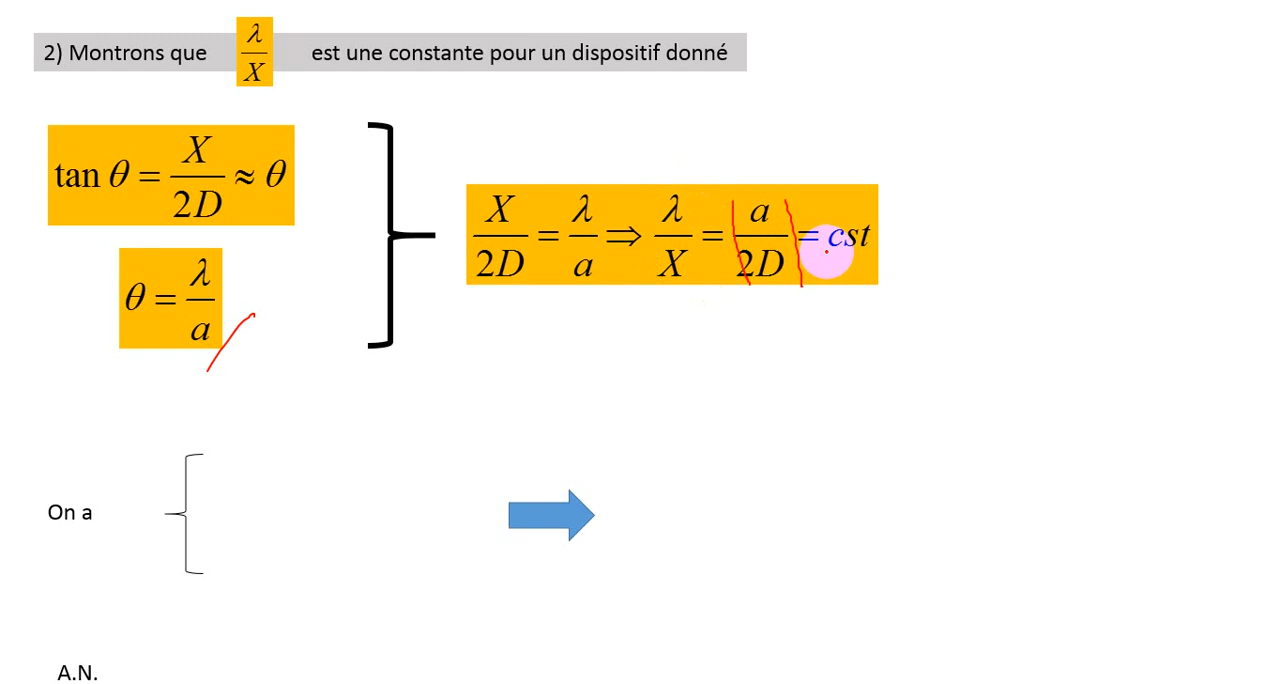 2) Montrons que λ/X est une constante pour un dispositif donné
tan θ = X/2D ≈ θ
θ = λ/a
X/2D = λ/a ⇒ λ/X = a/2D = cst
On a
A.N.